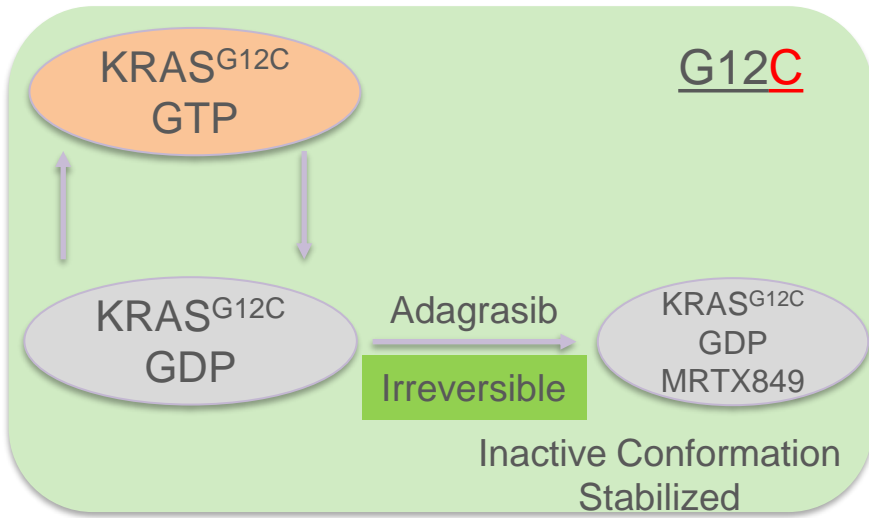 KRASG12C
GTP
G12C
KRASG12C
GDP
Adagrasib
Irreversible
KRASG12C
GDP
MRTX849
Inactive Conformation
Stabilized